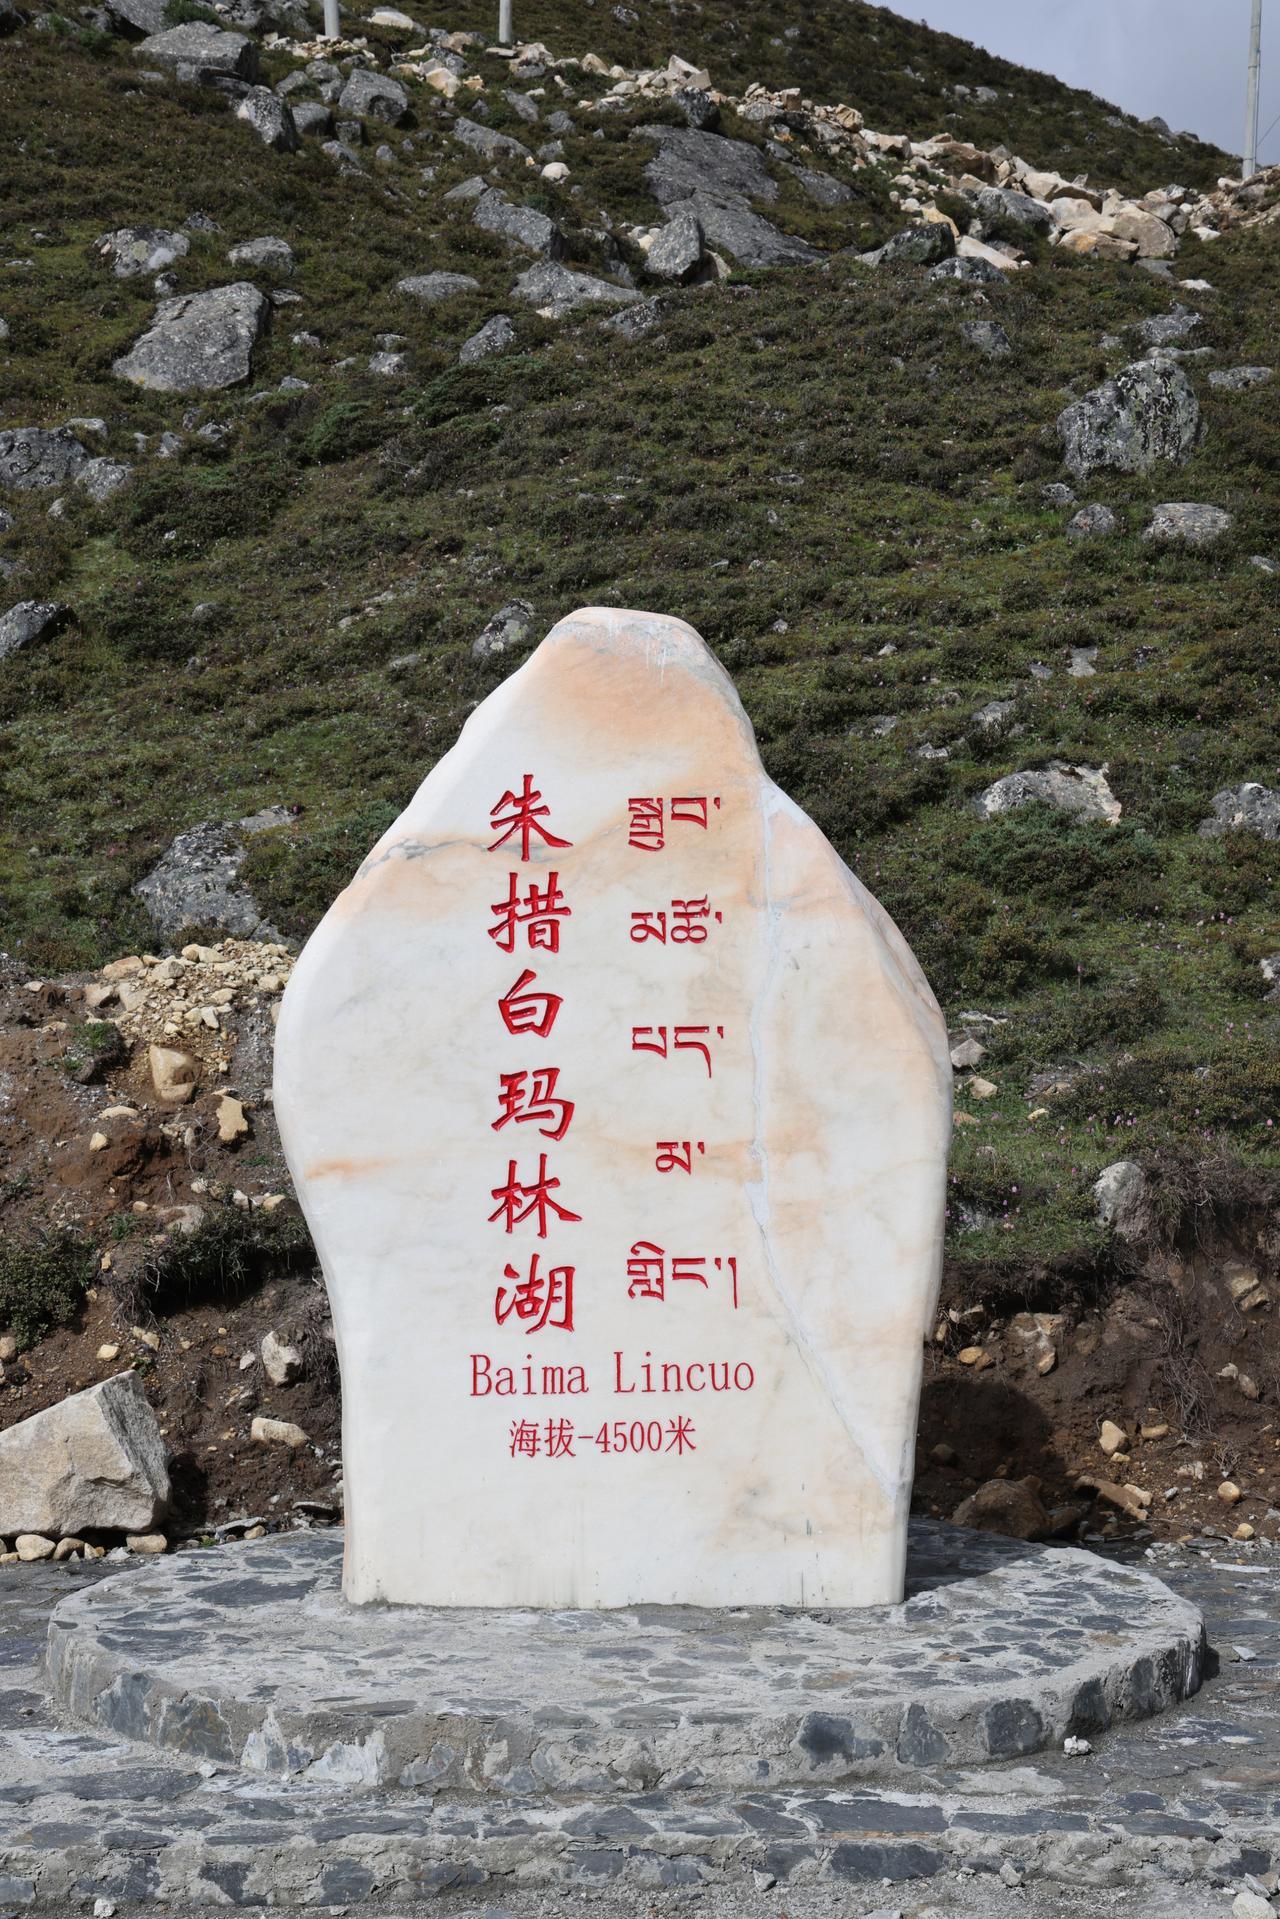 朱措白玛林湖
སྒྲུབ་
མཚོ་
པད་
མ་
གླིང་།
Baima Lincuo
海拔-4500米